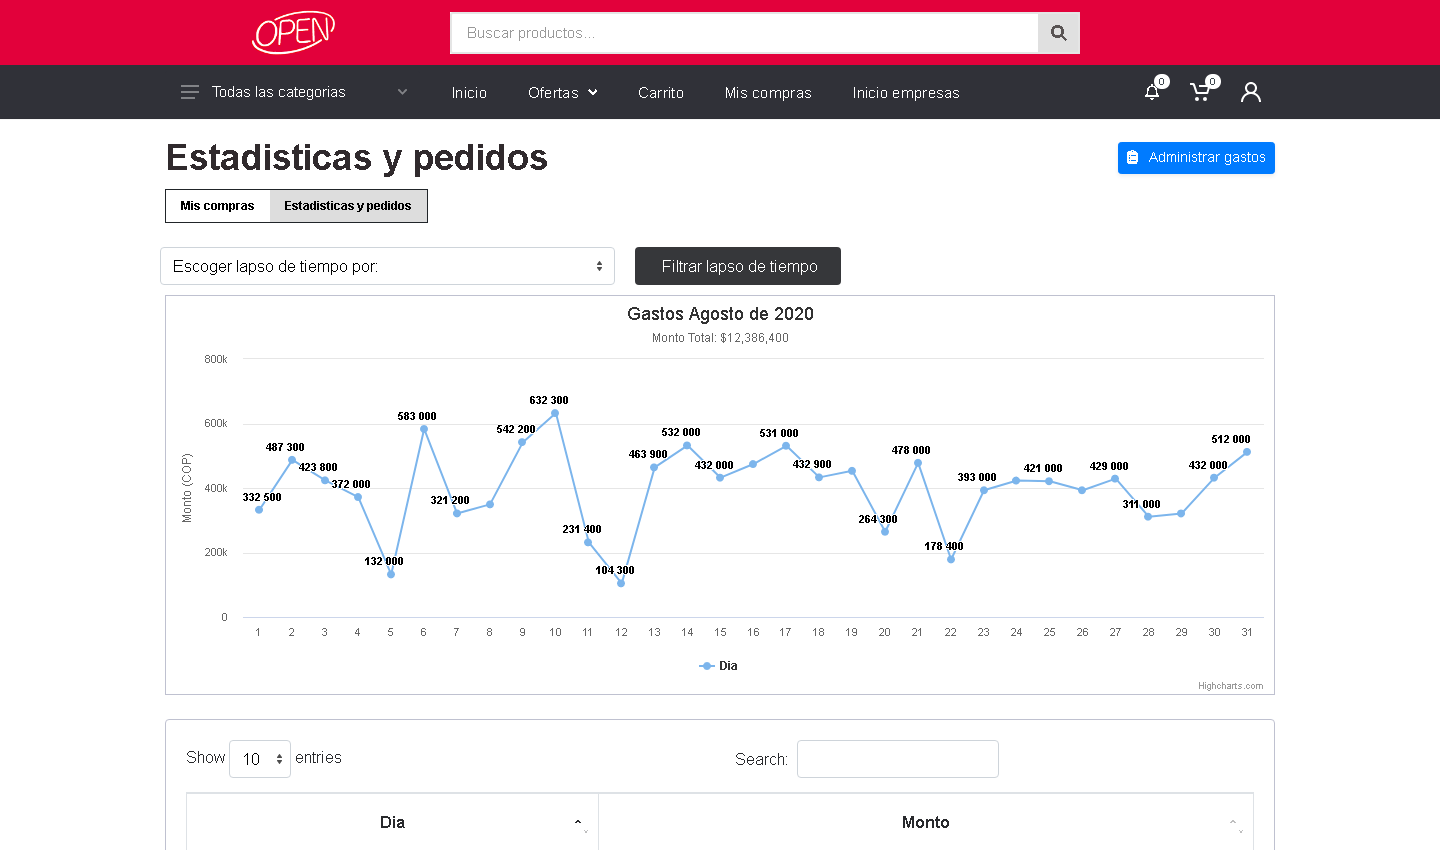 OPEN
Buscar productos...
Todas las categorias
Inicio
Ofertas
Carrito
Mis compras
Inicio empresas
0
0
Estadisticas y pedidos
Administrar gastos
Mis compras
Estadisticas y pedidos
Escoger lapso de tiempo por:
Filtrar lapso de tiempo
Gastos Agosto de 2020
Monto Total: $12,386,400
Monto (COP)
800k
600k
400k
200k
0
332 500
487 300
423 800
372 000
132 000
583 000
321 200
542 200
632 300
231 400
104 300
463 900
532 000
432 000
531 000
432 900
264 300
478 000
178 400
393 000
421 000
429 000
311 000
432 000
512 000
1 2 3 4 5 6 7 8 9 10 11 12 13 14 15 16 17 18 19 20 21 22 23 24 25 26 27 28 29 30 31
Dia
Highcharts.com
Show 10 entries
Search:
Dia
Monto